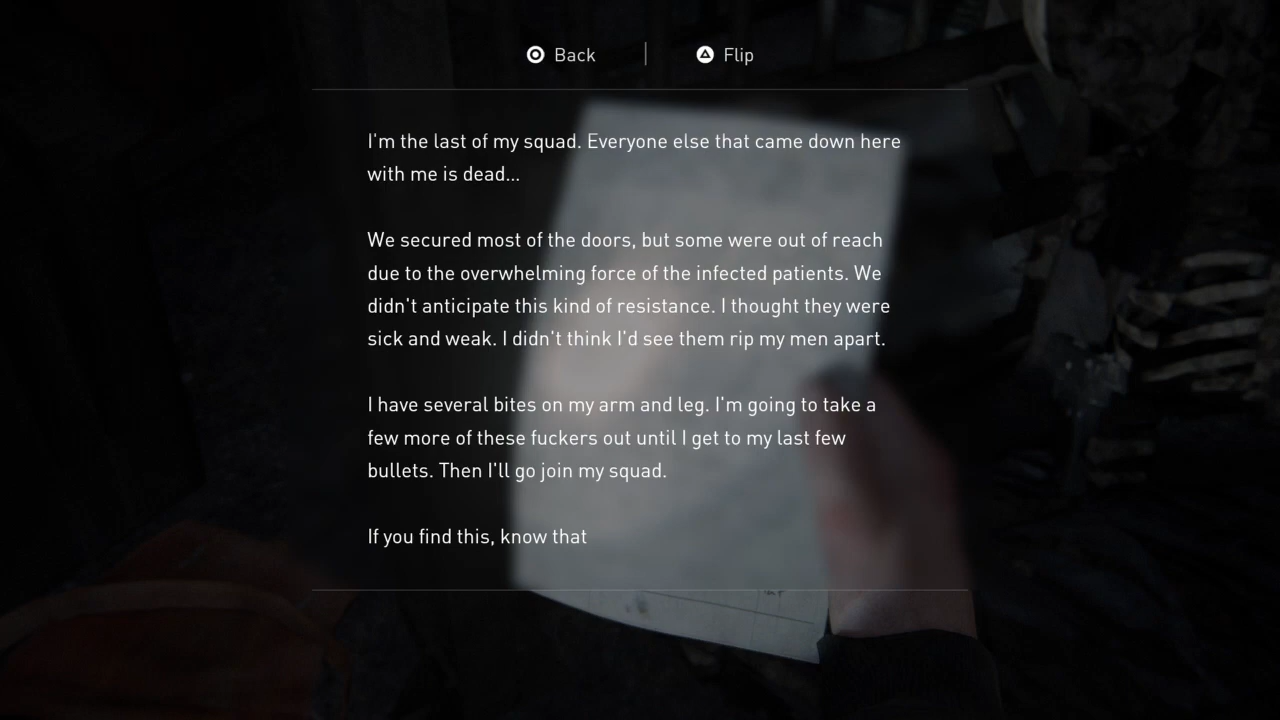 Back | Flip
I'm the last of my squad. Everyone else that came down here
with me is dead...
We secured most of the doors, but some were out of reach
due to the overwhelming force of the infected patients. We
didn't anticipate this kind of resistance. I thought they were
sick and weak. I didn't think I'd see them rip my men apart.
I have several bites on my arm and leg. I'm going to take a
few more of these fuckers out until I get to my last few
bullets. Then I'll go join my squad.
If you find this, know that